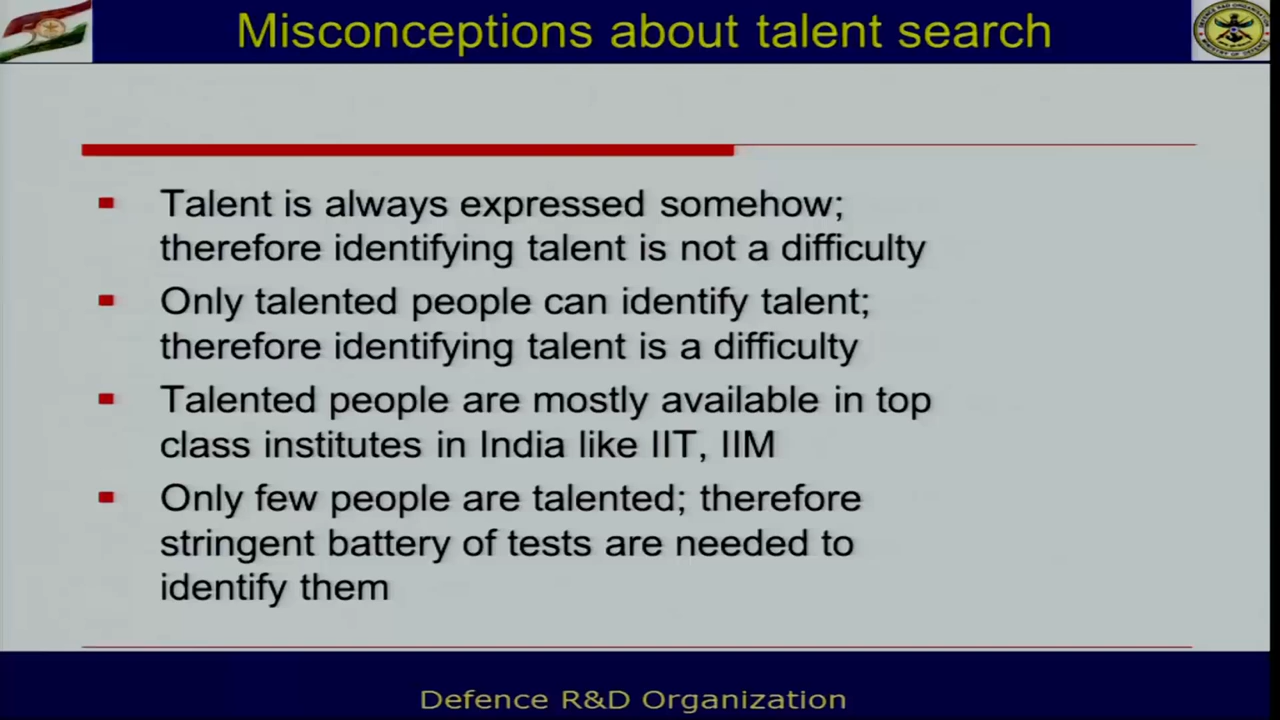 Misconceptions about talent search
Talent is always expressed somehow;
therefore identifying talent is not a difficulty
Only talented people can identify talent;
therefore identifying talent is a difficulty
Talented people are mostly available in top
class institutes in India like IIT, IIM
Only few people are talented; therefore
stringent battery of tests are needed to
identify them
Defence R&D Organization